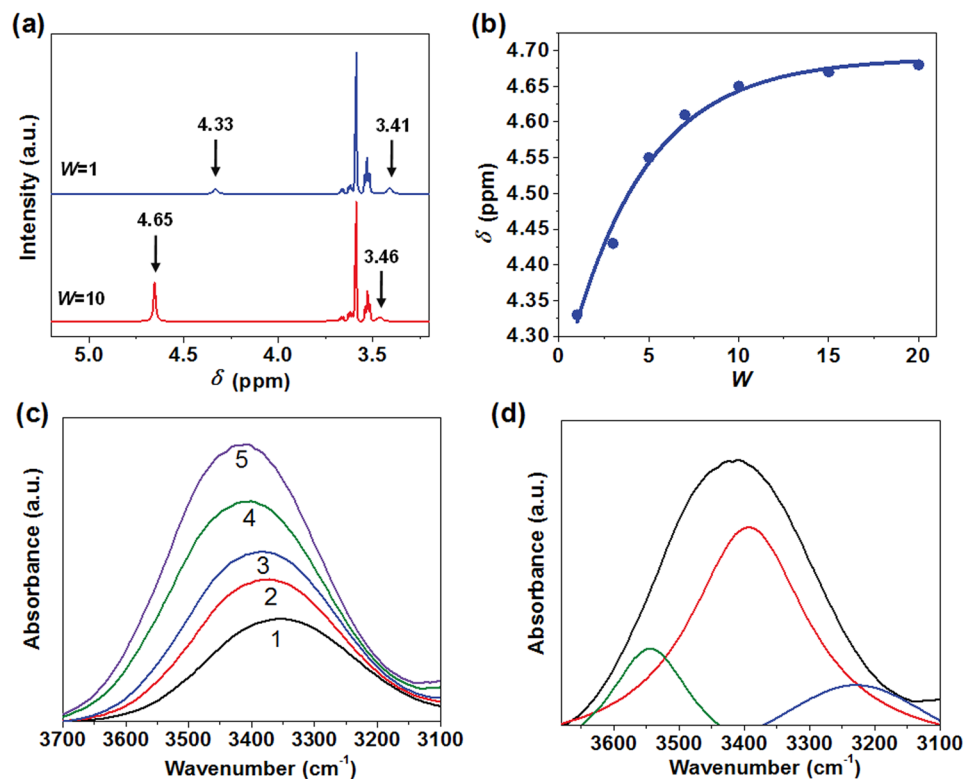 (a)
Intensity (a.u.)
W=1
4.33
3.41
W=10
4.65
3.46
5.0 4.5 4.0 3.5
δ (ppm)
(b)
δ (ppm)
4.70
4.65
4.60
4.55
4.50
4.45
4.40
4.35
4.30
0 5 10 15 20
W
(c)
Absorbance (a.u.)
5
4
3
2
1
3700 3600 3500 3400 3300 3200 3100
Wavenumber (cm⁻¹)
(d)
Absorbance (a.u.)
3600 3500 3400 3300 3200 3100
Wavenumber (cm⁻¹)